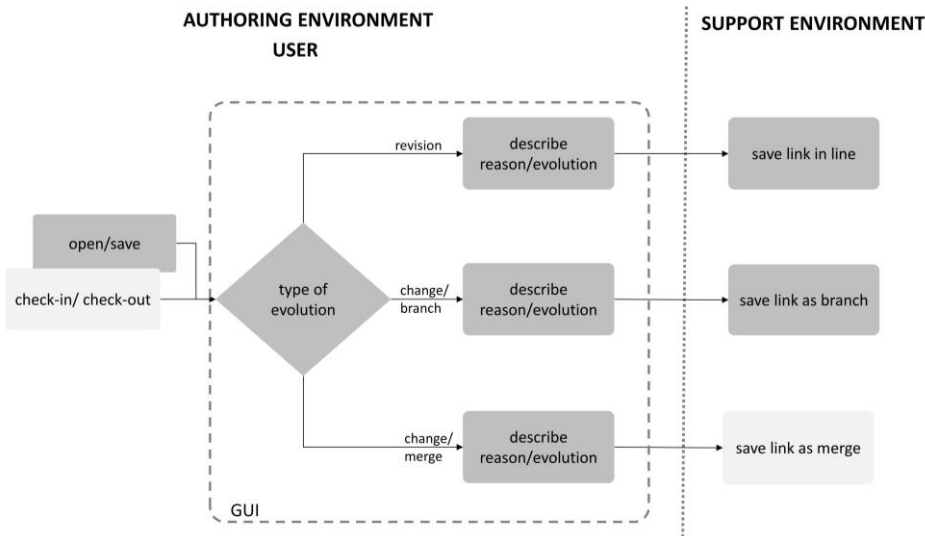 AUTHORING ENVIRONMENT
USER
SUPPORT ENVIRONMENT
revision
describe
reason/evolution
save link in line
open/save
check-in/ check-out
type of
evolution
change/
branch
describe
reason/evolution
save link as branch
change/
merge
describe
reason/evolution
save link as merge
GUI